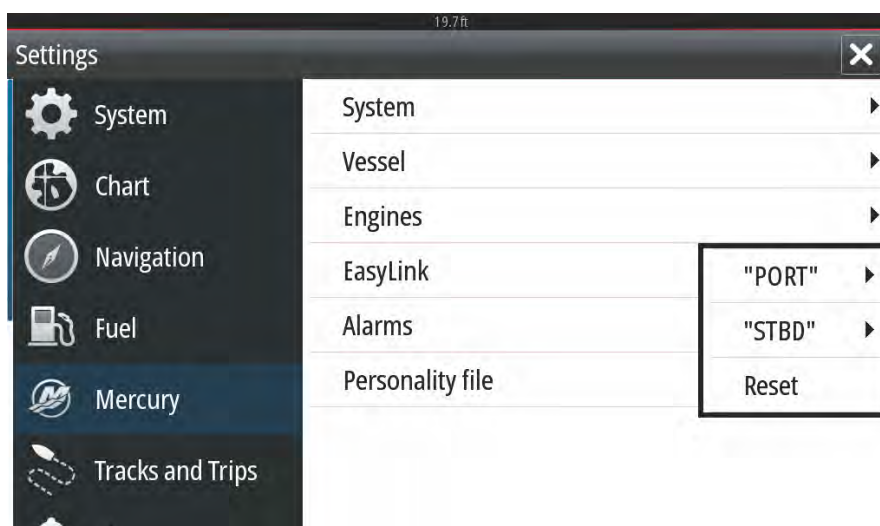 19.7ft
Settings
System
Chart
Navigation
Fuel
Mercury
Tracks and Trips
System
Vessel
Engines
EasyLink
Alarms
Personality file
"PORT"
"STBD"
Reset